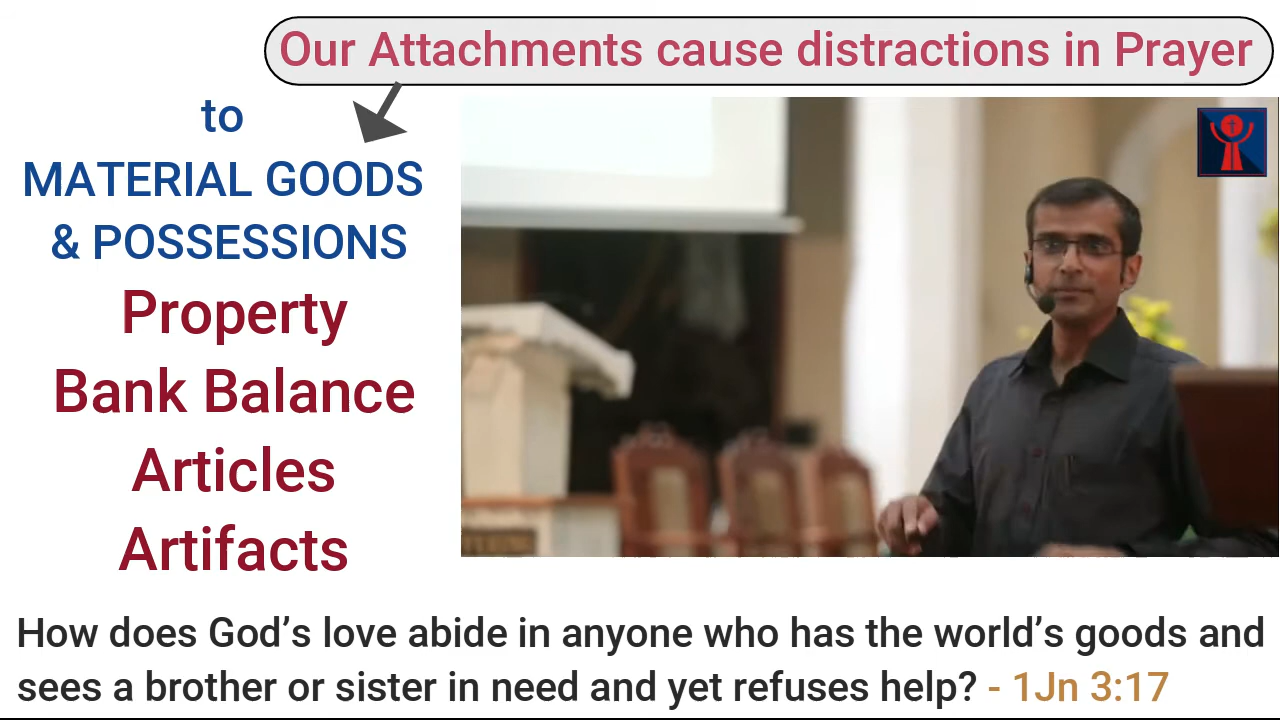 Our Attachments cause distractions in Prayer
to
MATERIAL GOODS
& POSSESSIONS
Property
Bank Balance
Articles
Artifacts
How does God’s love abide in anyone who has the world’s goods and
sees a brother or sister in need and yet refuses help? - 1Jn 3:17